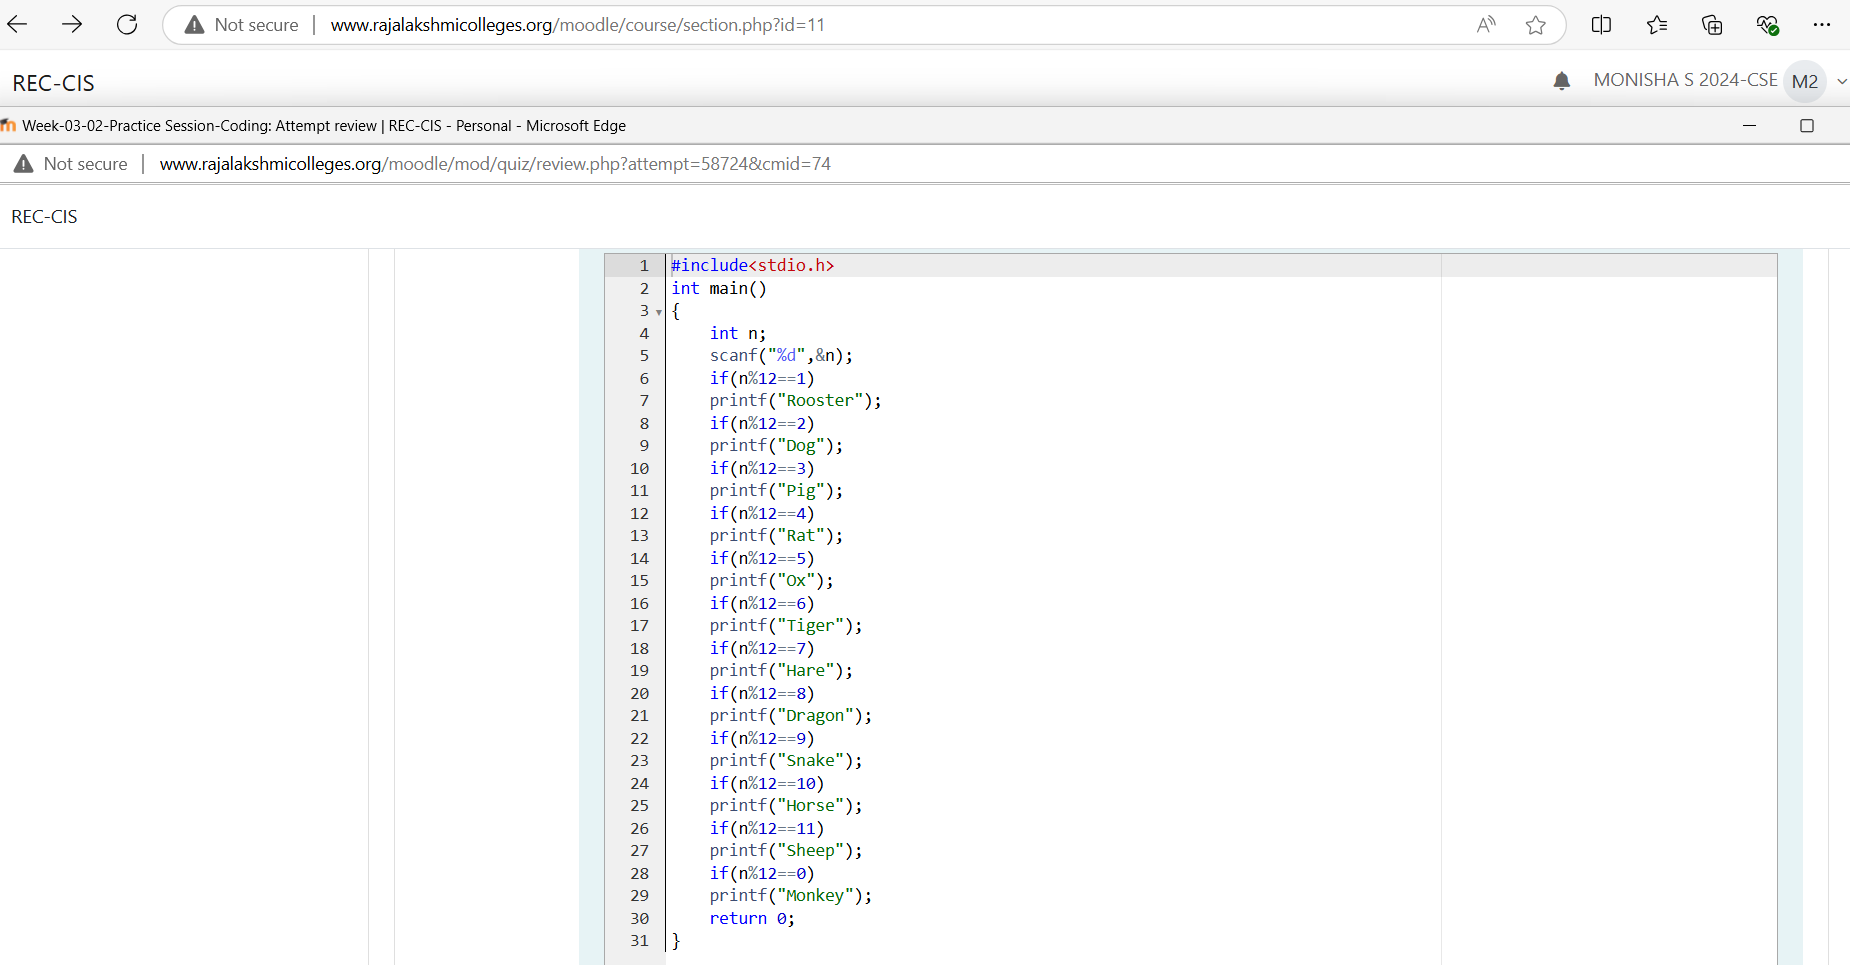 Not secure www.rajalakshmicolleges.org/moodle/course/section.php?id=11
REC-CIS
MONISHA S 2024-CSE M2
Week-03-02-Practice Session-Coding: Attempt review | REC-CIS - Personal - Microsoft Edge
Not secure www.rajalakshmicolleges.org/moodle/mod/quiz/review.php?attempt=58724&cmid=74
REC-CIS
1 #include<stdio.h>
2 int main()
3 {
4 int n;
5 scanf("%d",&n);
6 if(n%12==1)
7 printf("Rooster");
8 if(n%12==2)
9 printf("Dog");
10 if(n%12==3)
11 printf("Pig");
12 if(n%12==4)
13 printf("Rat");
14 if(n%12==5)
15 printf("Ox");
16 if(n%12==6)
17 printf("Tiger");
18 if(n%12==7)
19 printf("Hare");
20 if(n%12==8)
21 printf("Dragon");
22 if(n%12==9)
23 printf("Snake");
24 if(n%12==10)
25 printf("Horse");
26 if(n%12==11)
27 printf("Sheep");
28 if(n%12==0)
29 printf("Monkey");
30 return 0;
31 }